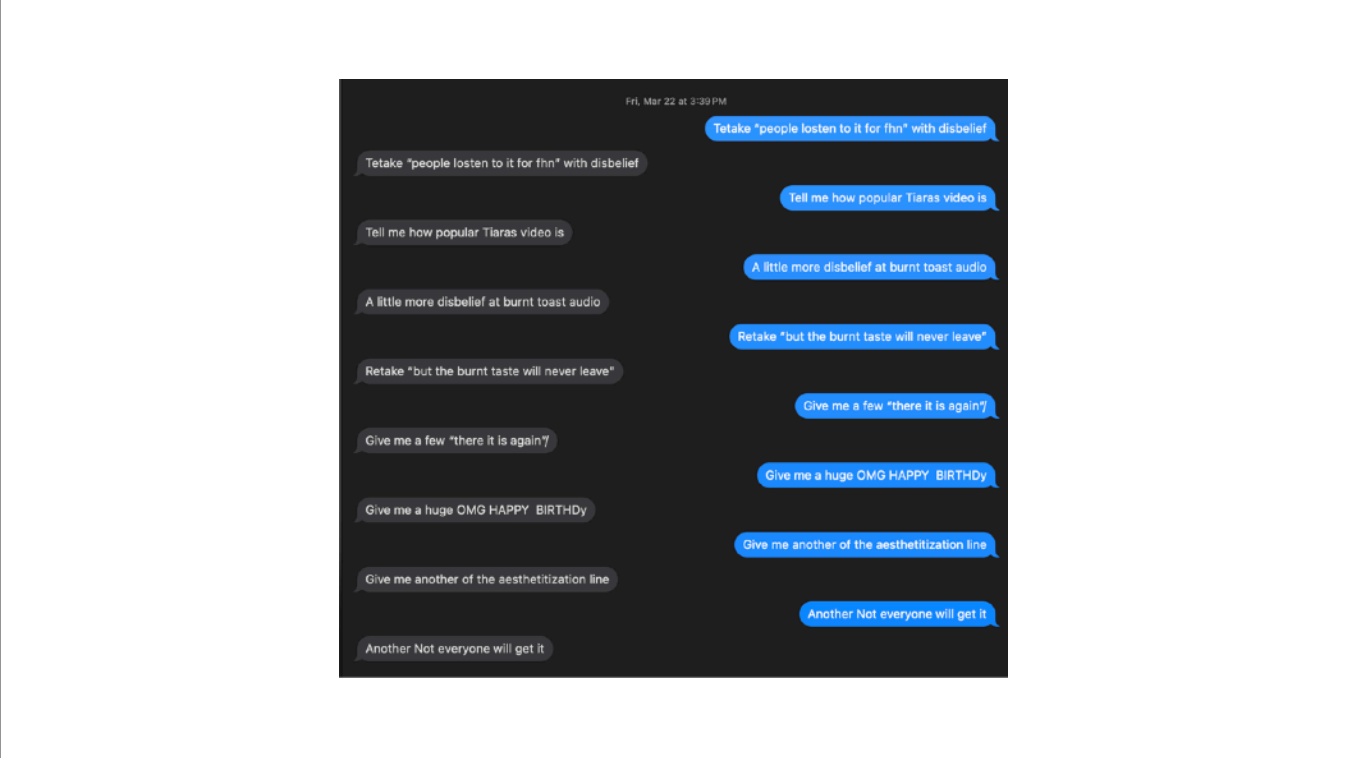 Fri, Mar 22 at 3:39 PM
Tetake “people losten to it for fhn” with disbelief
Tetake “people losten to it for fhn” with disbelief
Tell me how popular Tiaras video is
Tell me how popular Tiaras video is
A little more disbelief at burnt toast audio
A little more disbelief at burnt toast audio
Retake “but the burnt taste will never leave”
Retake “but the burnt taste will never leave”
Give me a few “there it is again”/
Give me a few “there it is again”/
Give me a huge OMG HAPPY  BIRTHDy
Give me a huge OMG HAPPY  BIRTHDy
Give me another of the aesthetitization line
Give me another of the aesthetitization line
Another Not everyone will get it
Another Not everyone will get it